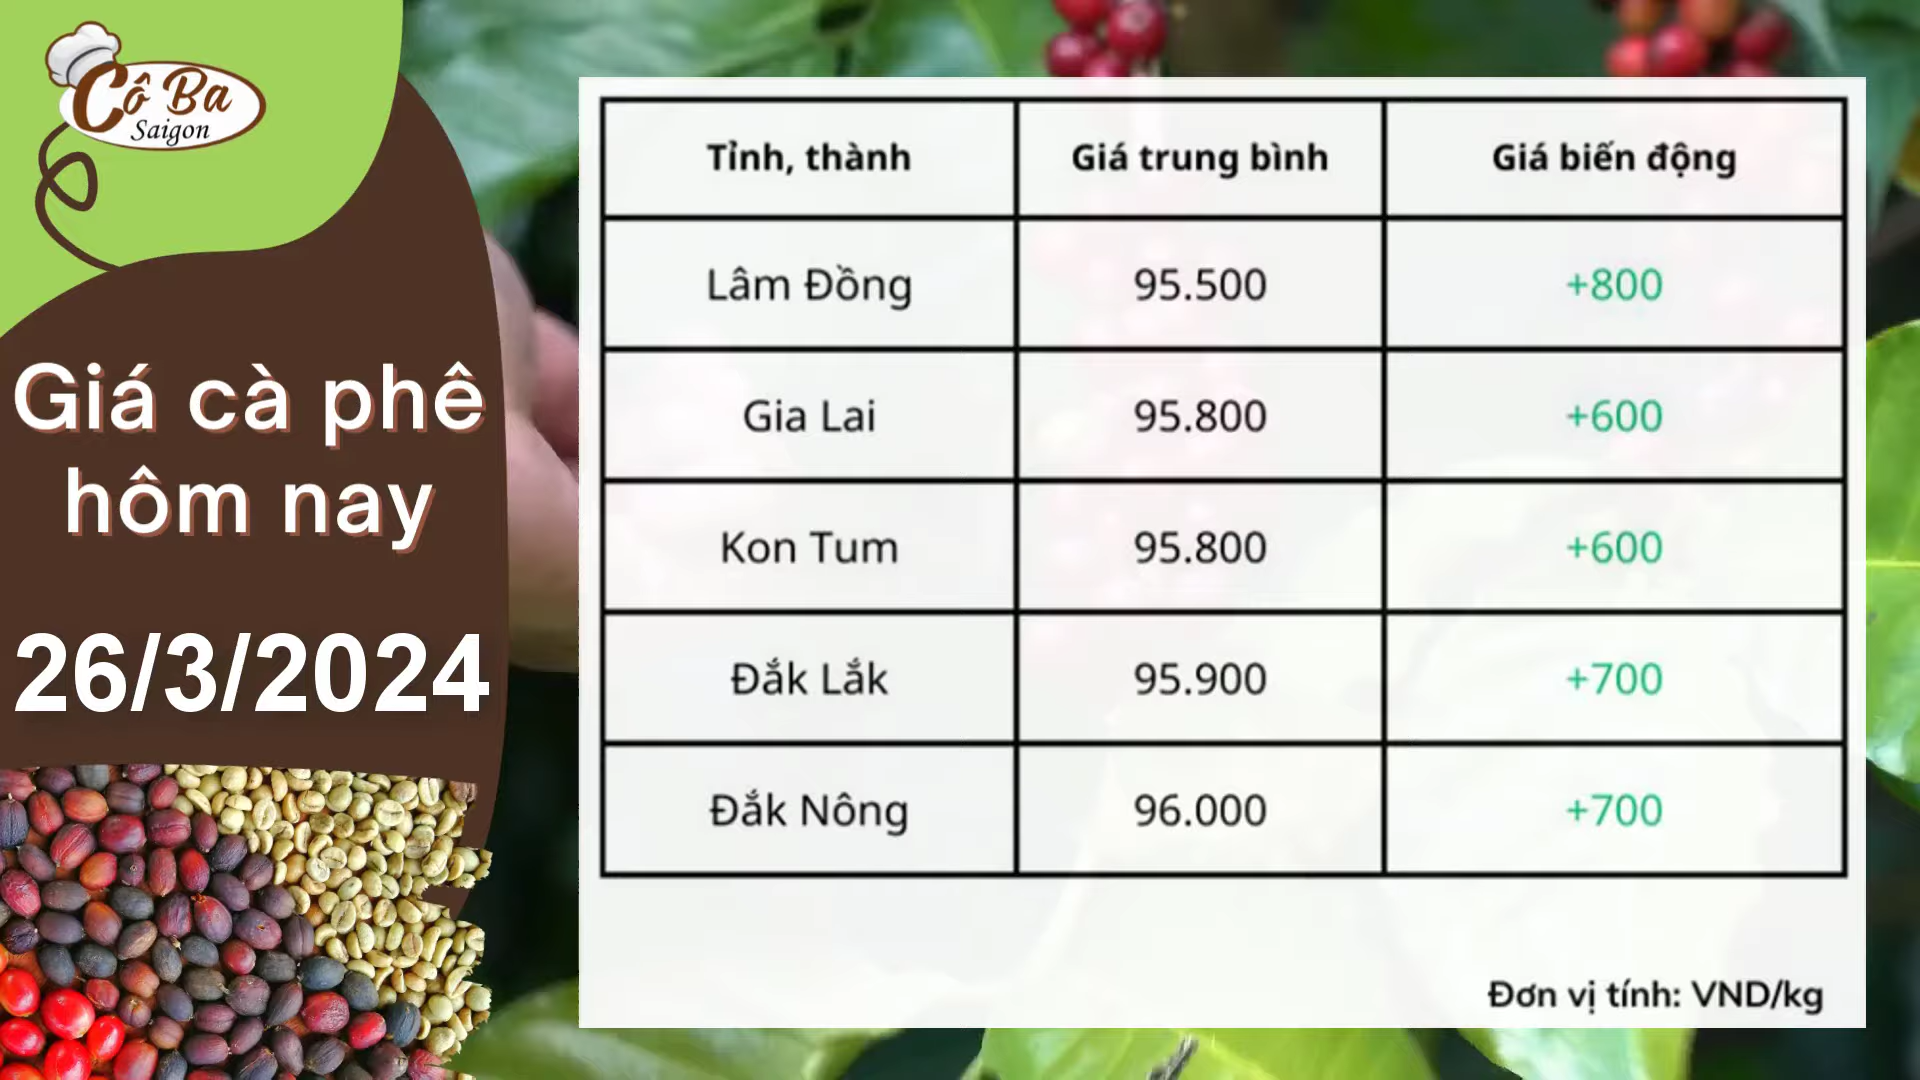 Cô Ba
Saigon
Giá cà phê
hôm nay
26/3/2024
Tỉnh, thành Giá trung bình Giá biến động
Lâm Đồng 95.500 +800
Gia Lai 95.800 +600
Kon Tum 95.800 +600
Đắk Lắk 95.900 +700
Đắk Nông 96.000 +700
Đơn vị tính: VND/kg